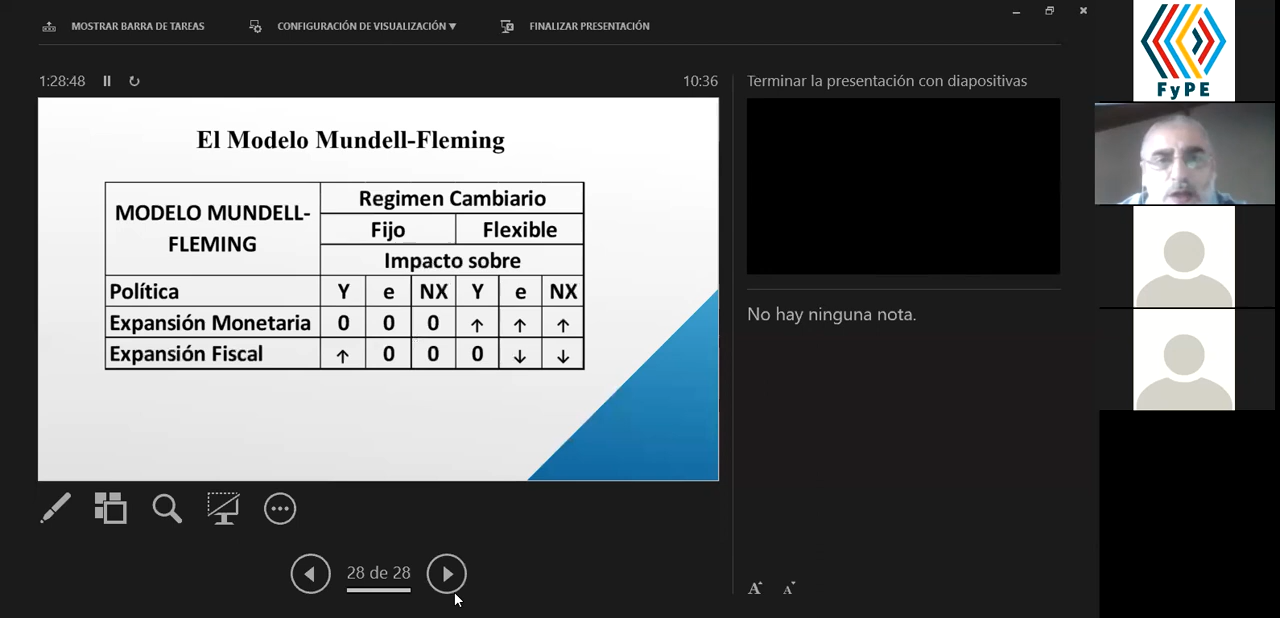 MOSTRAR BARRA DE TAREAS
CONFIGURACIÓN DE VISUALIZACIÓN ▼
FINALIZAR PRESENTACIÓN
1:28:48
10:36
Terminar la presentación con diapositivas
El Modelo Mundell-Fleming
MODELO MUNDELL-
FLEMING
Regimen Cambiario
Fijo Flexible
Impacto sobre
Política Y e NX Y e NX
Expansión Monetaria 0 0 0 ↑ ↑ ↑
Expansión Fiscal ↑ 0 0 0 ↓ ↓
No hay ninguna nota.
28 de 28
A A
FyPE